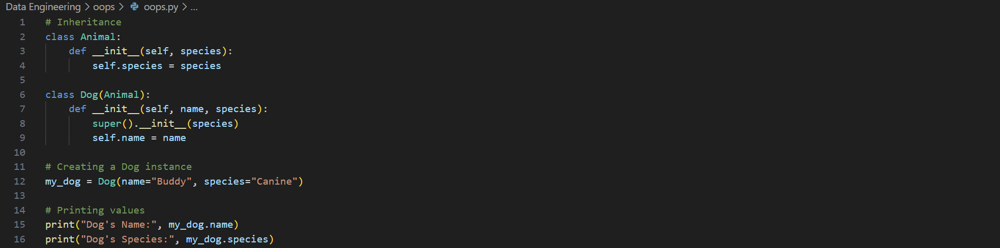 Data Engineering > oops > oops.py > ...
1 # Inheritance
2 class Animal:
3     def __init__(self, species):
4         self.species = species
5
6 class Dog(Animal):
7     def __init__(self, name, species):
8         super().__init__(species)
9         self.name = name
10
11 # Creating a Dog instance
12 my_dog = Dog(name="Buddy", species="Canine")
13
14 # Printing values
15 print("Dog's Name:", my_dog.name)
16 print("Dog's Species:", my_dog.species)